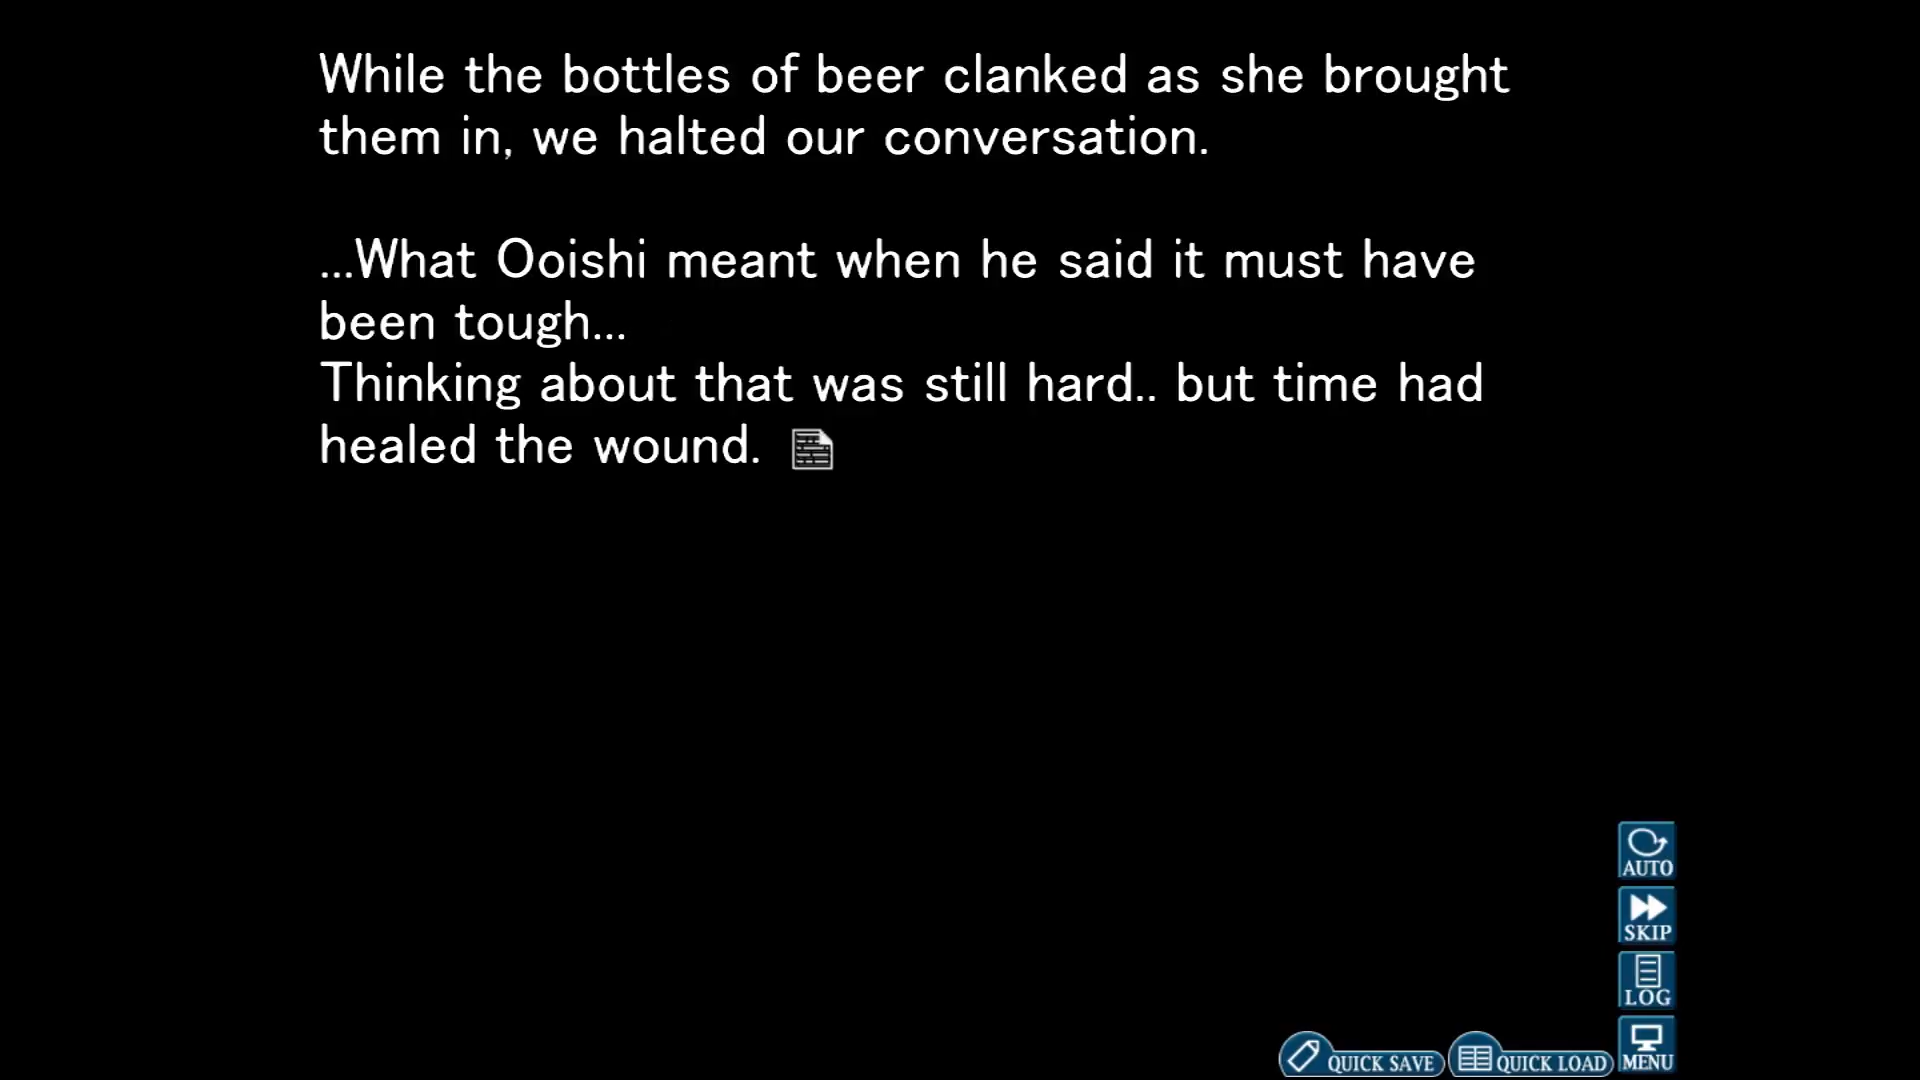 While the bottles of beer clanked as she brought
them in, we halted our conversation.
...What Ooishi meant when he said it must have
been tough...
Thinking about that was still hard.. but time had
healed the wound.
AUTO
SKIP
LOG
MENU
QUICK SAVE
QUICK LOAD